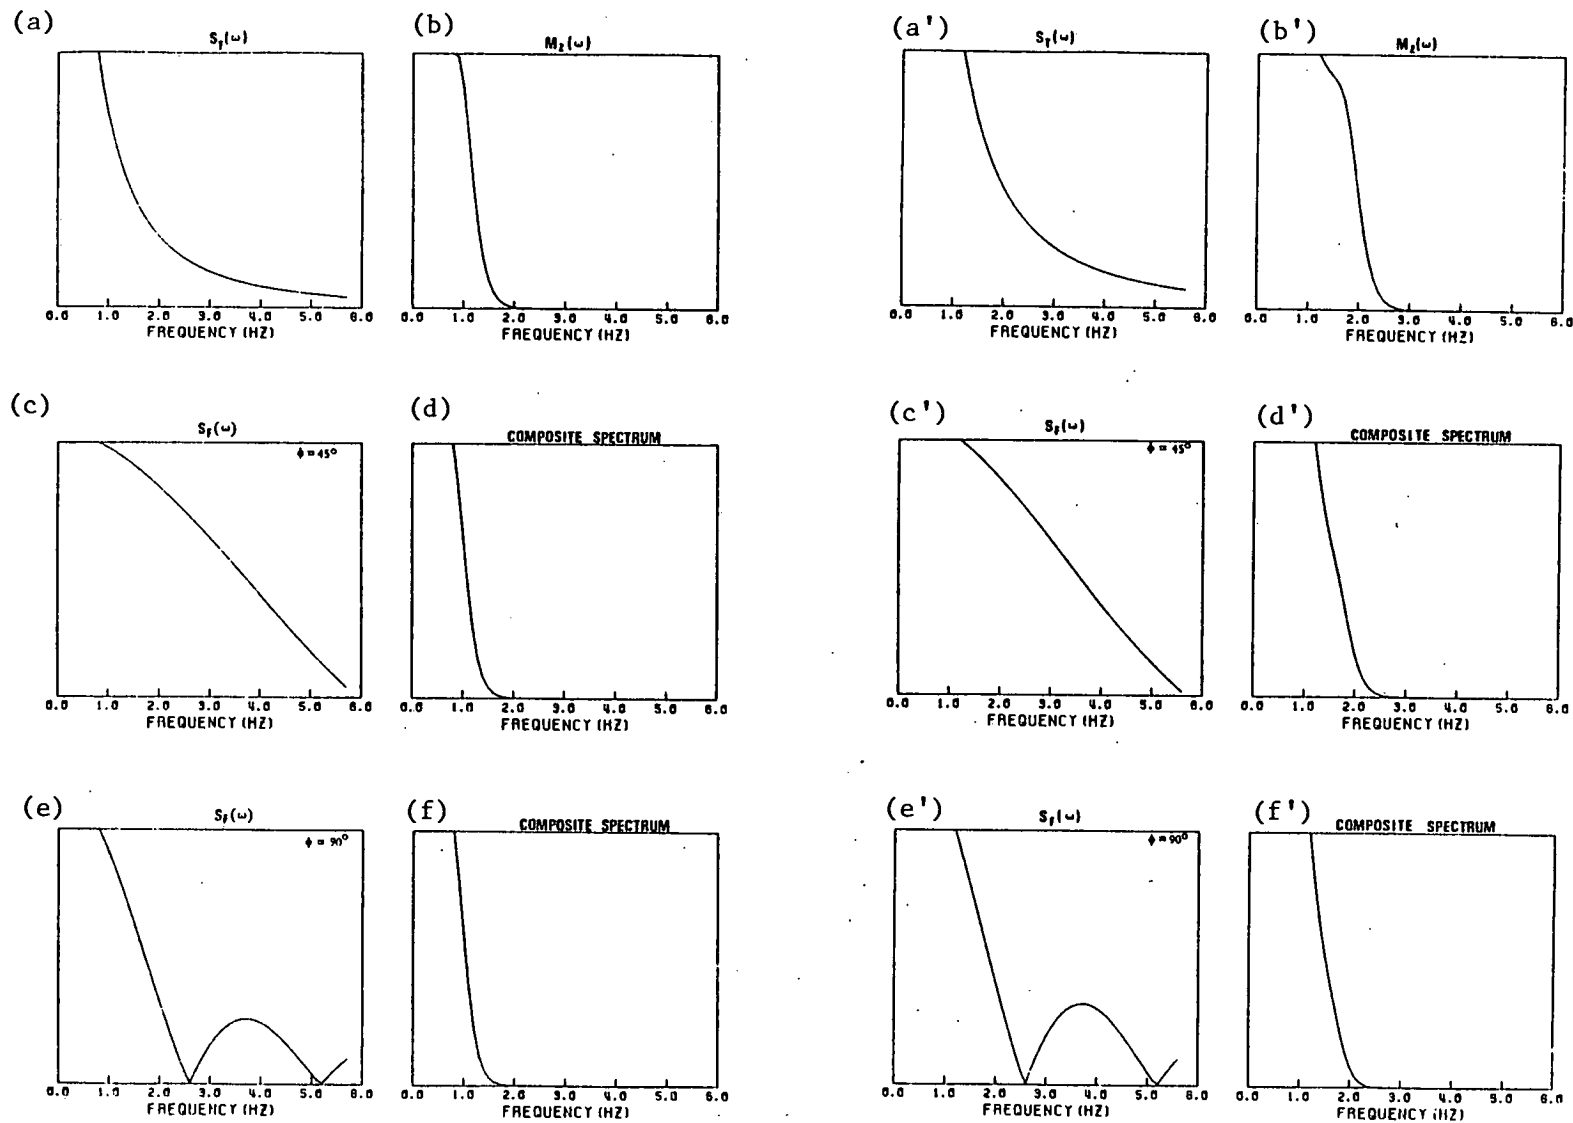 (a) (b) (a') (b')
S_T(ω) M_z(ω) S_T(ω) M_z(ω)
0.0 1.0 2.0 3.0 4.0 5.0 6.0 0.0 1.0 2.0 3.0 4.0 5.0 6.0 0.0 1.0 2.0 3.0 4.0 5.0 6.0 0.0 1.0 2.0 3.0 4.0 5.0 6.0
FREQUENCY (HZ) FREQUENCY (HZ) FREQUENCY (HZ) FREQUENCY (HZ)
(c) (d) (c') (d')
S_F(ω) COMPOSITE SPECTRUM S_F(ω) COMPOSITE SPECTRUM
ϕ = 45° ϕ = 45°
0.0 1.0 2.0 3.0 4.0 5.0 6.0 0.0 1.0 2.0 3.0 4.0 5.0 6.0 0.0 1.0 2.0 3.0 4.0 5.0 6.0 0.0 1.0 2.0 3.0 4.0 5.0 6.0
FREQUENCY (HZ) FREQUENCY (HZ) FREQUENCY (HZ) FREQUENCY (HZ)
(e) (f) (e') (f')
S_F(ω) COMPOSITE SPECTRUM S_F(ω) COMPOSITE SPECTRUM
ϕ = 90° ϕ = 90°
0.0 1.0 2.0 3.0 4.0 5.0 6.0 0.0 1.0 2.0 3.0 4.0 5.0 6.0 0.0 1.0 2.0 3.0 4.0 5.0 6.0 0.0 1.0 2.0 3.0 4.0 5.0 6.0
FREQUENCY (HZ) FREQUENCY (HZ) FREQUENCY (HZ) FREQUENCY (HZ)